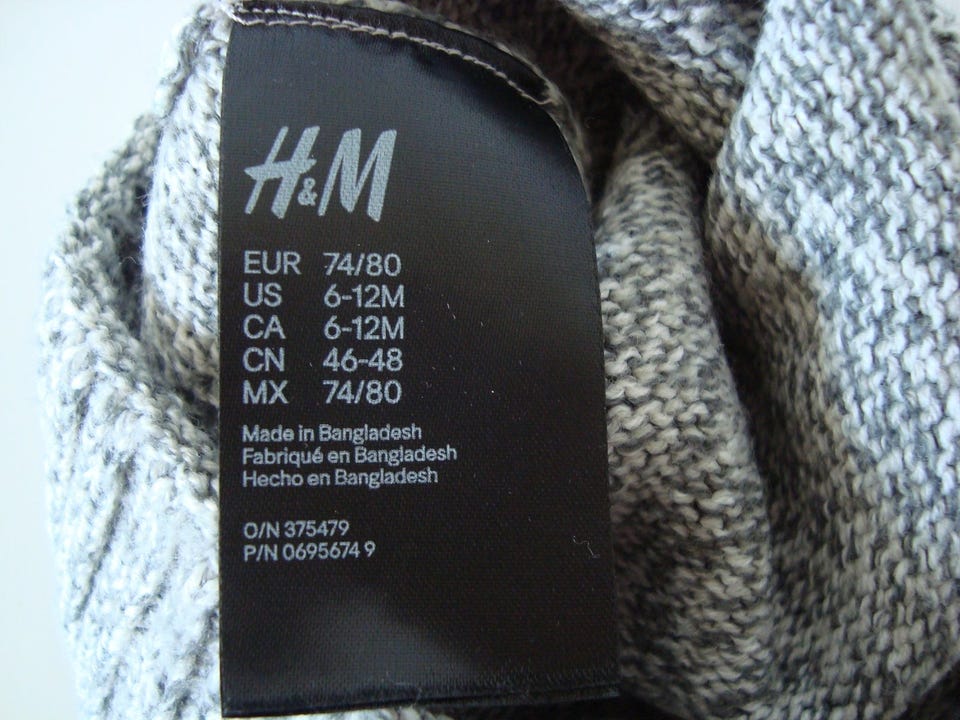 H&M
EUR 74/80
US 6-12M
CA 6-12M
CN 46-48
MX 74/80
Made in Bangladesh
Fabriqué en Bangladesh
Hecho en Bangladesh
O/N 375479
P/N 0695674 9